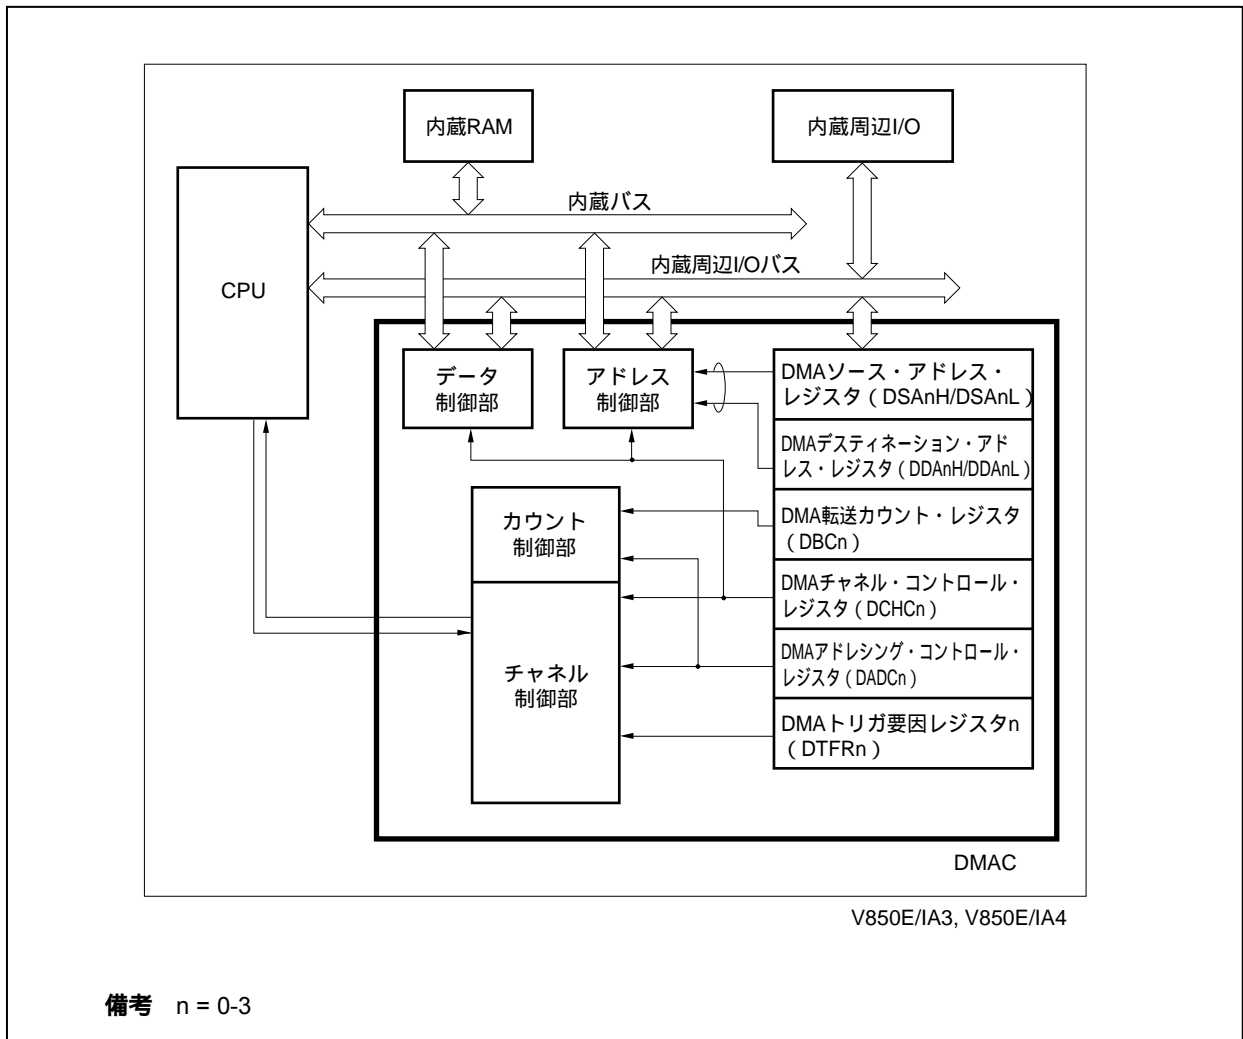 内蔵RAM
内蔵周辺I/O
内蔵バス
内蔵周辺I/Oバス
CPU
データ
制御部
アドレス
制御部
DMAソース・アドレス・
レジスタ（DSAnH/DSAnL）
DMAデスティネーション・アド
レス・レジスタ（DDAnH/DDAnL）
カウント
制御部
DMA転送カウント・レジスタ
（DBCn）
DMAチャネル・コントロール・
レジスタ（DCHCn）
チャネル
制御部
DMAアドレシング・コントロール・
レジスタ（DADCn）
DMAトリガ要因レジスタn
（DTFRn）
DMAC
V850E/IA3, V850E/IA4
備考 n = 0-3